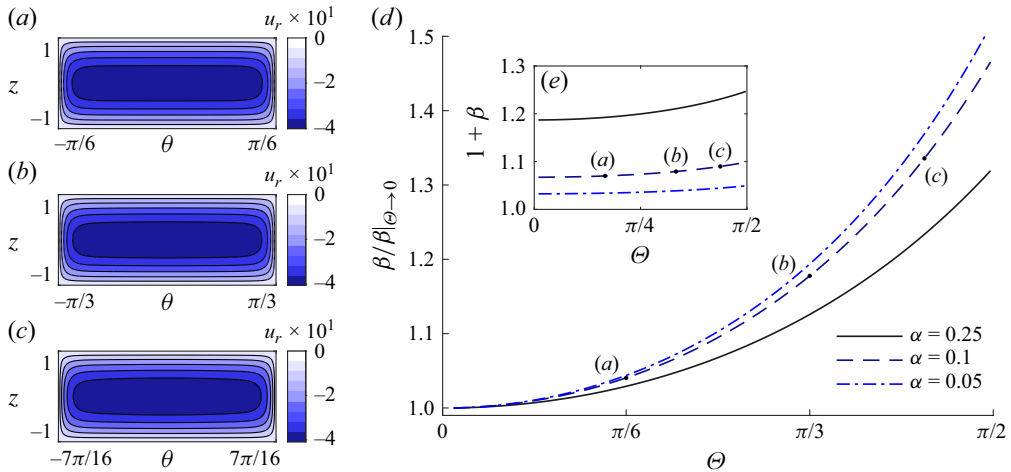 (a)
u_r × 10^1
1
z
–1
–π/6
θ
π/6
0
–2
–4
(b)
u_r × 10^1
1
z
–1
–π/3
θ
π/3
0
–2
–4
(c)
u_r × 10^1
1
z
–1
–7π/16
θ
7π/16
0
–2
–4
(d)
1.5
1.4
1.3
1.2
1.1
1.0
β/β|Θ→0
0
π/6
π/3
π/2
Θ
(a)
(b)
(c)
α = 0.25
α = 0.1
α = 0.05
(e)
1.3
1.2
1.1
1.0
1 + β
0
π/4
π/2
Θ
(a)
(b)
(c)